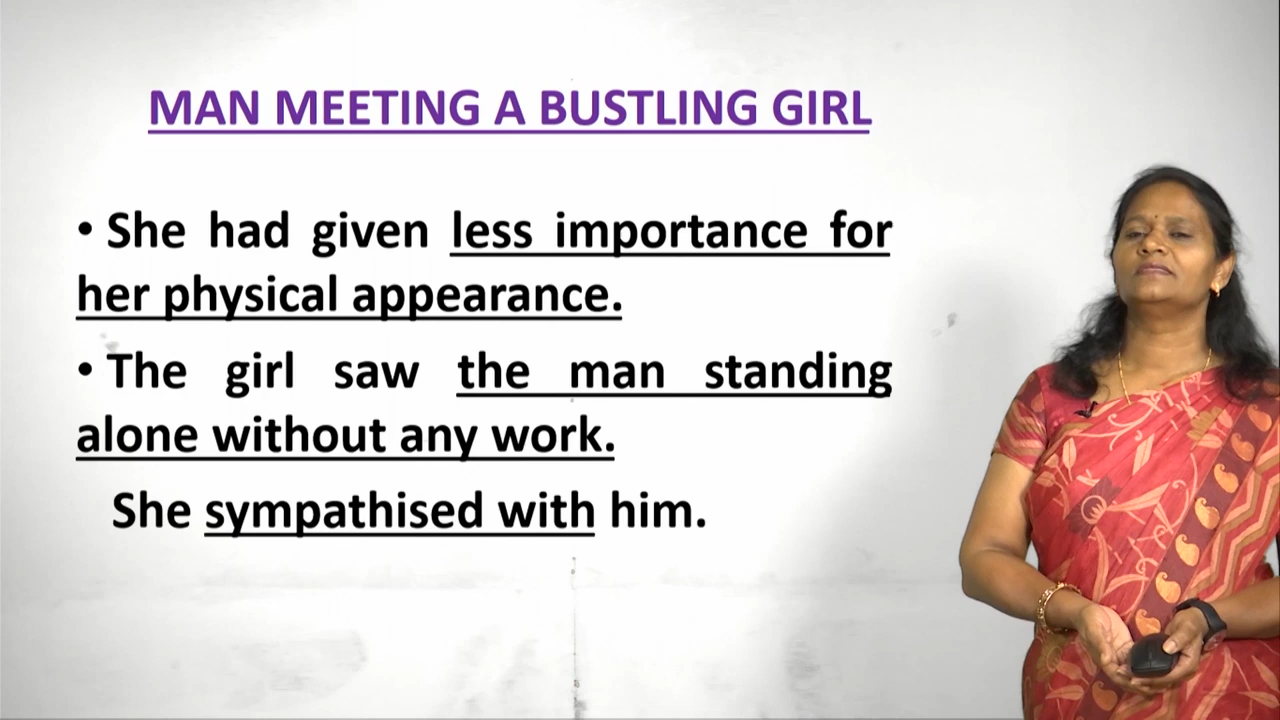 MAN MEETING A BUSTLING GIRL
• She had given less importance for
her physical appearance.
• The girl saw the man standing
alone without any work.
She sympathised with him.